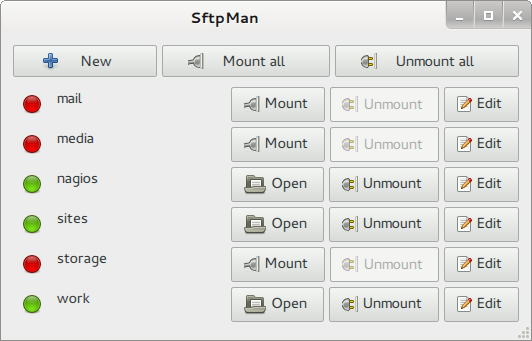 SftpMan
New Mount all Unmount all
mail Mount Unmount Edit
media Mount Unmount Edit
nagios Open Unmount Edit
sites Open Unmount Edit
storage Mount Unmount Edit
work Open Unmount Edit